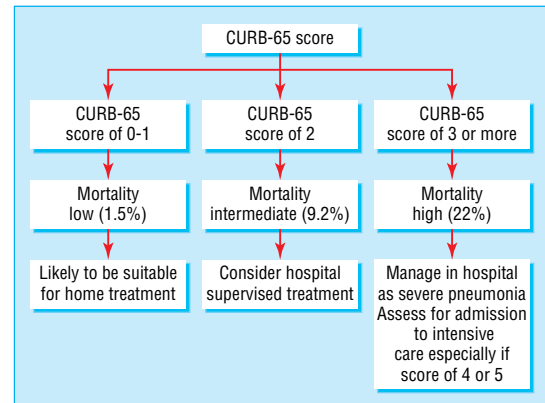 CURB-65 score
CURB-65
score of 0-1
CURB-65
score of 2
CURB-65
score of 3 or more
Mortality
low (1.5%)
Mortality
intermediate (9.2%)
Mortality
high (22%)
Likely to be suitable
for home treatment
Consider hospital
supervised treatment
Manage in hospital
as severe pneumonia
Assess for admission
to intensive
care especially if
score of 4 or 5